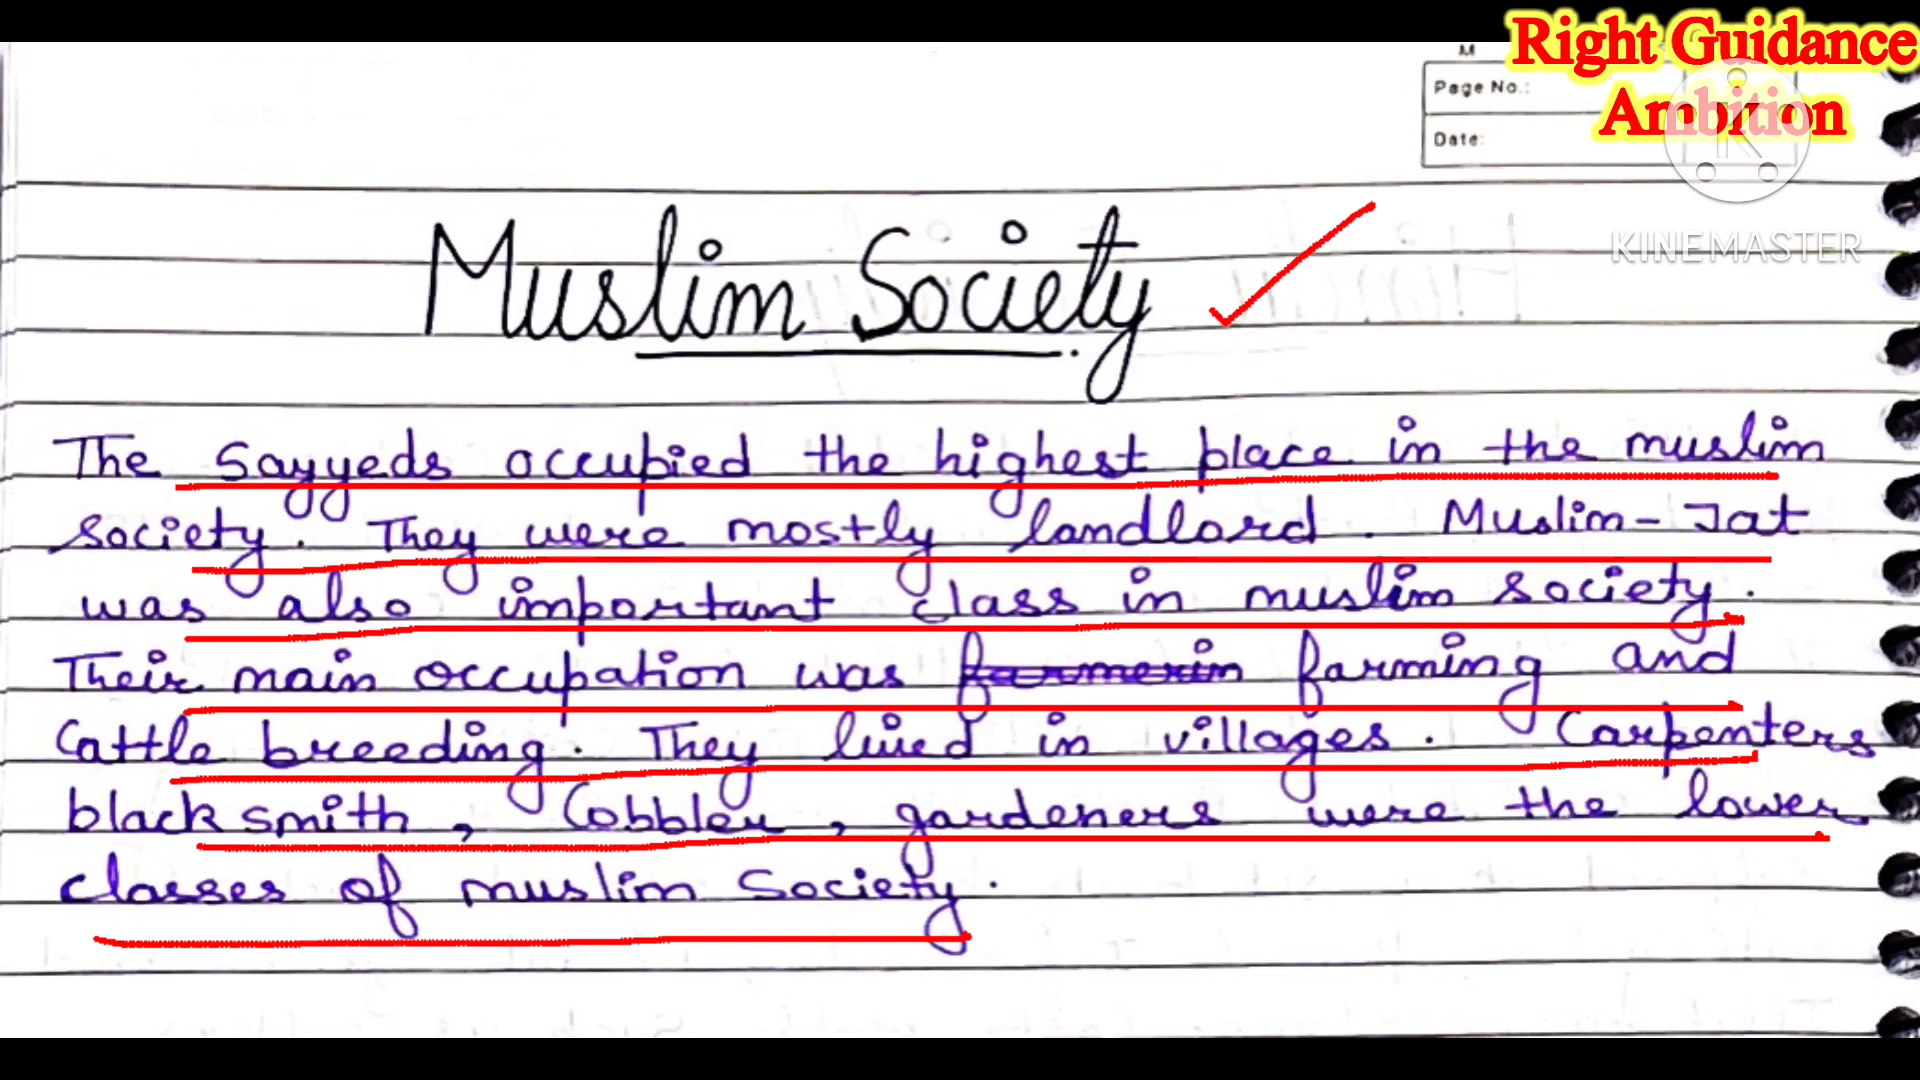 Right Guidance
Ambition
M
Page No.:
Date:
KINEMASTER
Muslim Society
The Sayyeds occupied the highest place in the muslim
society. They were mostly landlord. Muslim-Jat
was also important class in muslim society.
Their main occupation was farmerin farming and
Cattle breeding. They lived in villages. Carpenters
blacksmith, Cobbler, gardeners were the lower
classes of muslim Society.